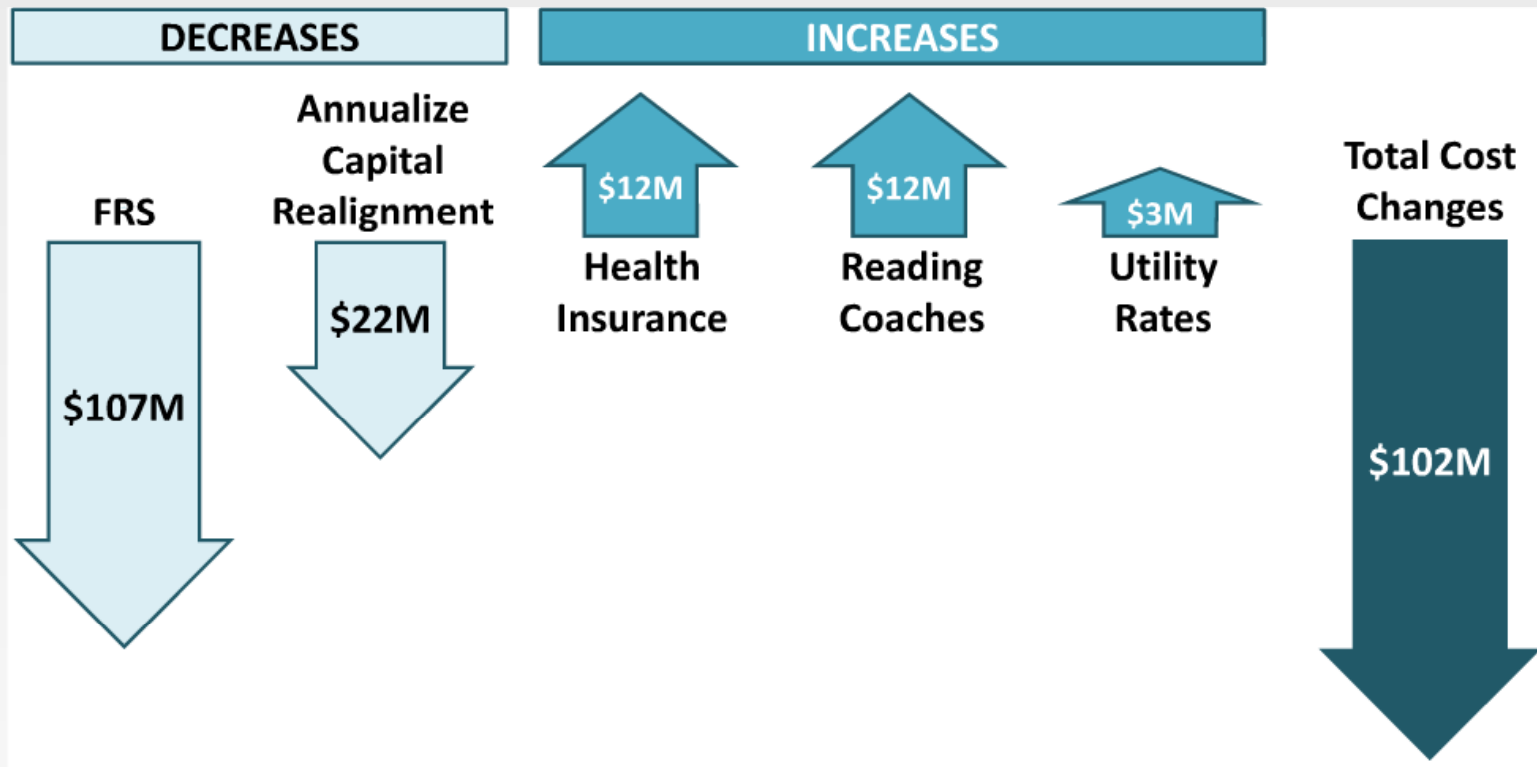 DECREASES
INCREASES
FRS
$107M
Annualize
Capital
Realignment
$22M
$12M
Health
Insurance
$12M
Reading
Coaches
$3M
Utility
Rates
Total Cost
Changes
$102M